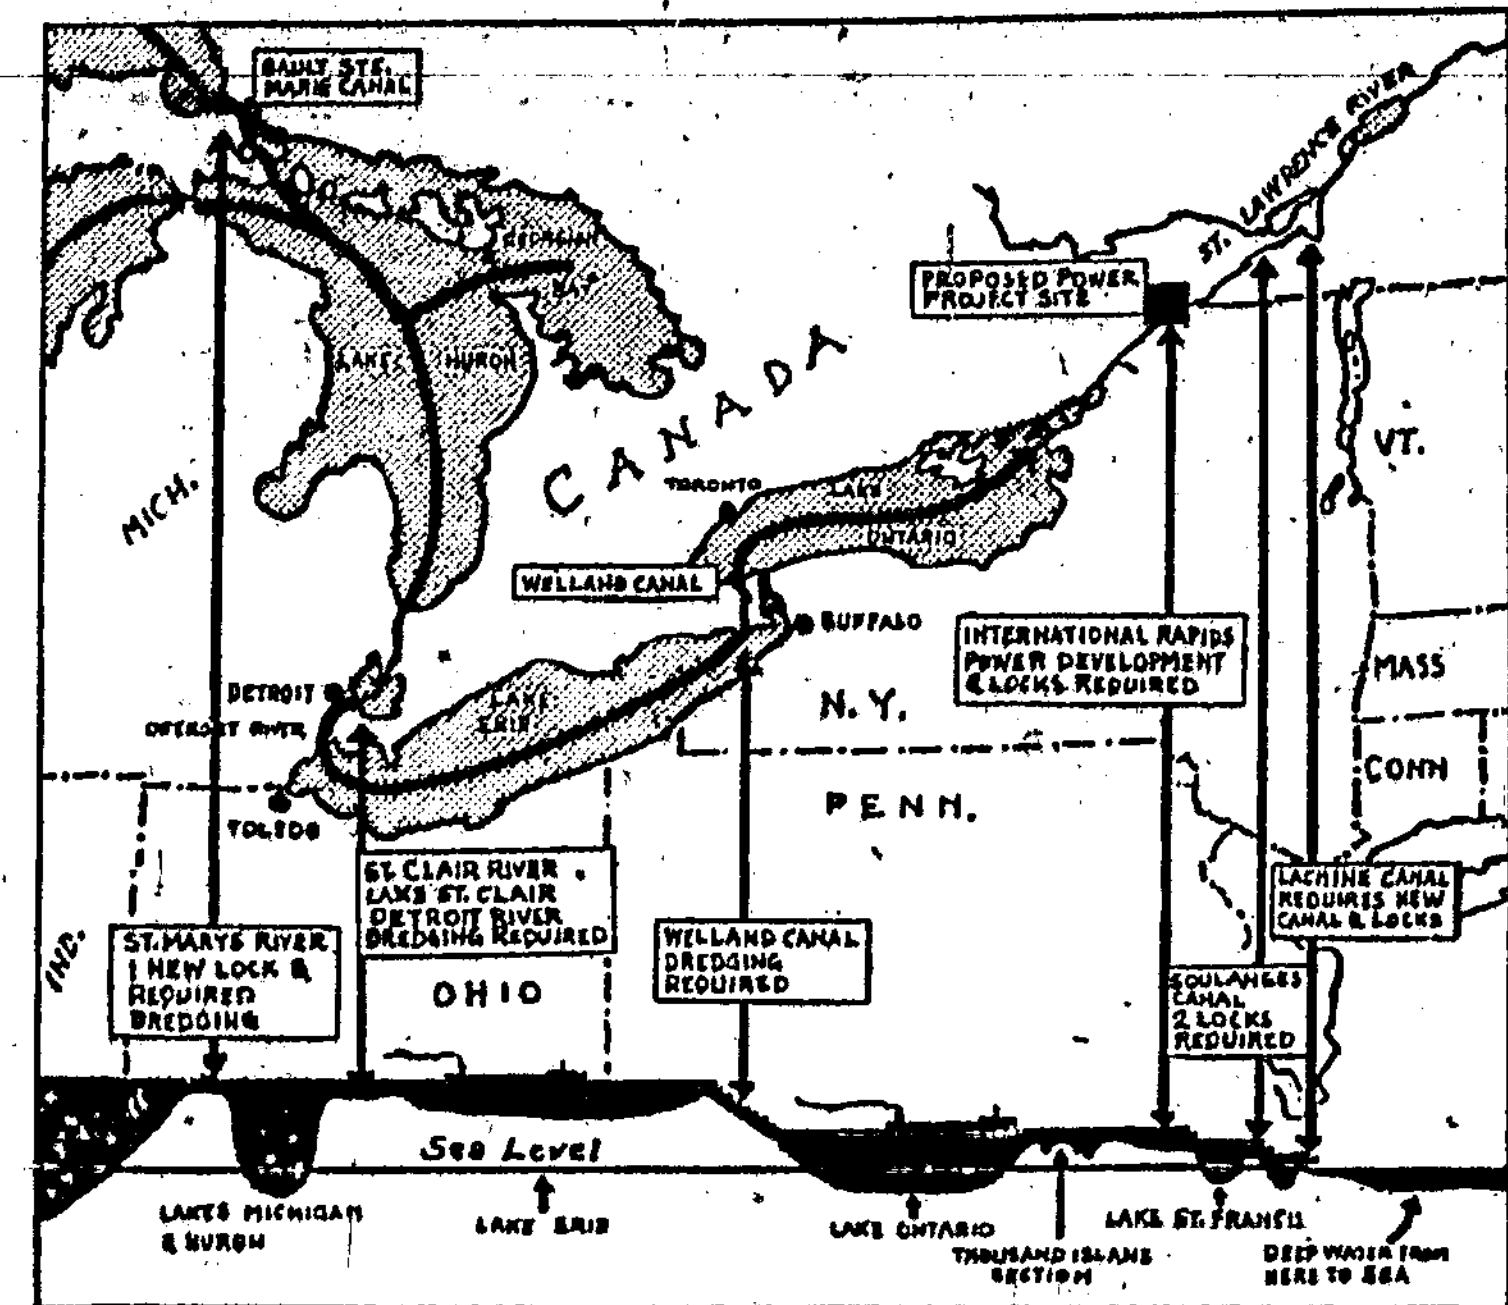 SAULT STE.
MARIE CANAL
ST. LAWRENCE RIVER
GEORGIAN
BAY
PROPOSED POWER
PROJECT SITE
LAKE HURON
CANADA
MICH.
VT.
TORONTO
LAKE
ONTARIO
WELLAND CANAL
BUFFALO
INTERNATIONAL RAPIDS
POWER DEVELOPMENT
& LOCKS REQUIRED
MASS
DETROIT
DETROIT RIVER
LAKE
ERIE
N.Y.
CONN
TOLEDO
PENN.
ST. CLAIR RIVER
LAKE ST. CLAIR
DETROIT RIVER
DREDGING REQUIRED
LACHINE CANAL
REQUIRES NEW
CANAL & LOCKS
IND.
ST. MARYS RIVER
1 NEW LOCK &
REQUIRED
DREDGING
OHIO
WELLAND CANAL
DREDGING
REQUIRED
SOULANGES
CANAL
2 LOCKS
REQUIRED
Sea Level
LAKES MICHIGAN
& HURON
LAKE ERIE
LAKE ONTARIO
THOUSAND ISLAND
SECTION
LAKE ST. FRANCIS
DEEP WATER FROM
HERE TO SEA